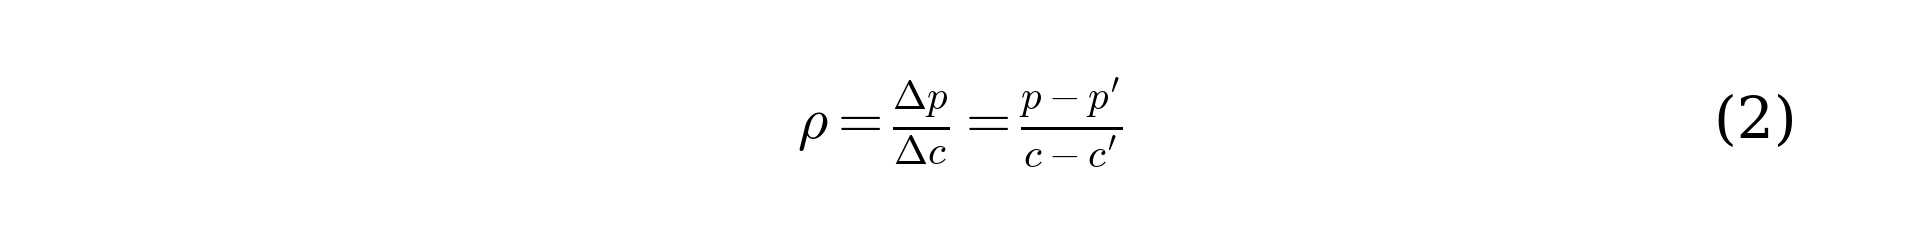 ρ = Δp/Δc = (p − p′)/(c − c′) (2)